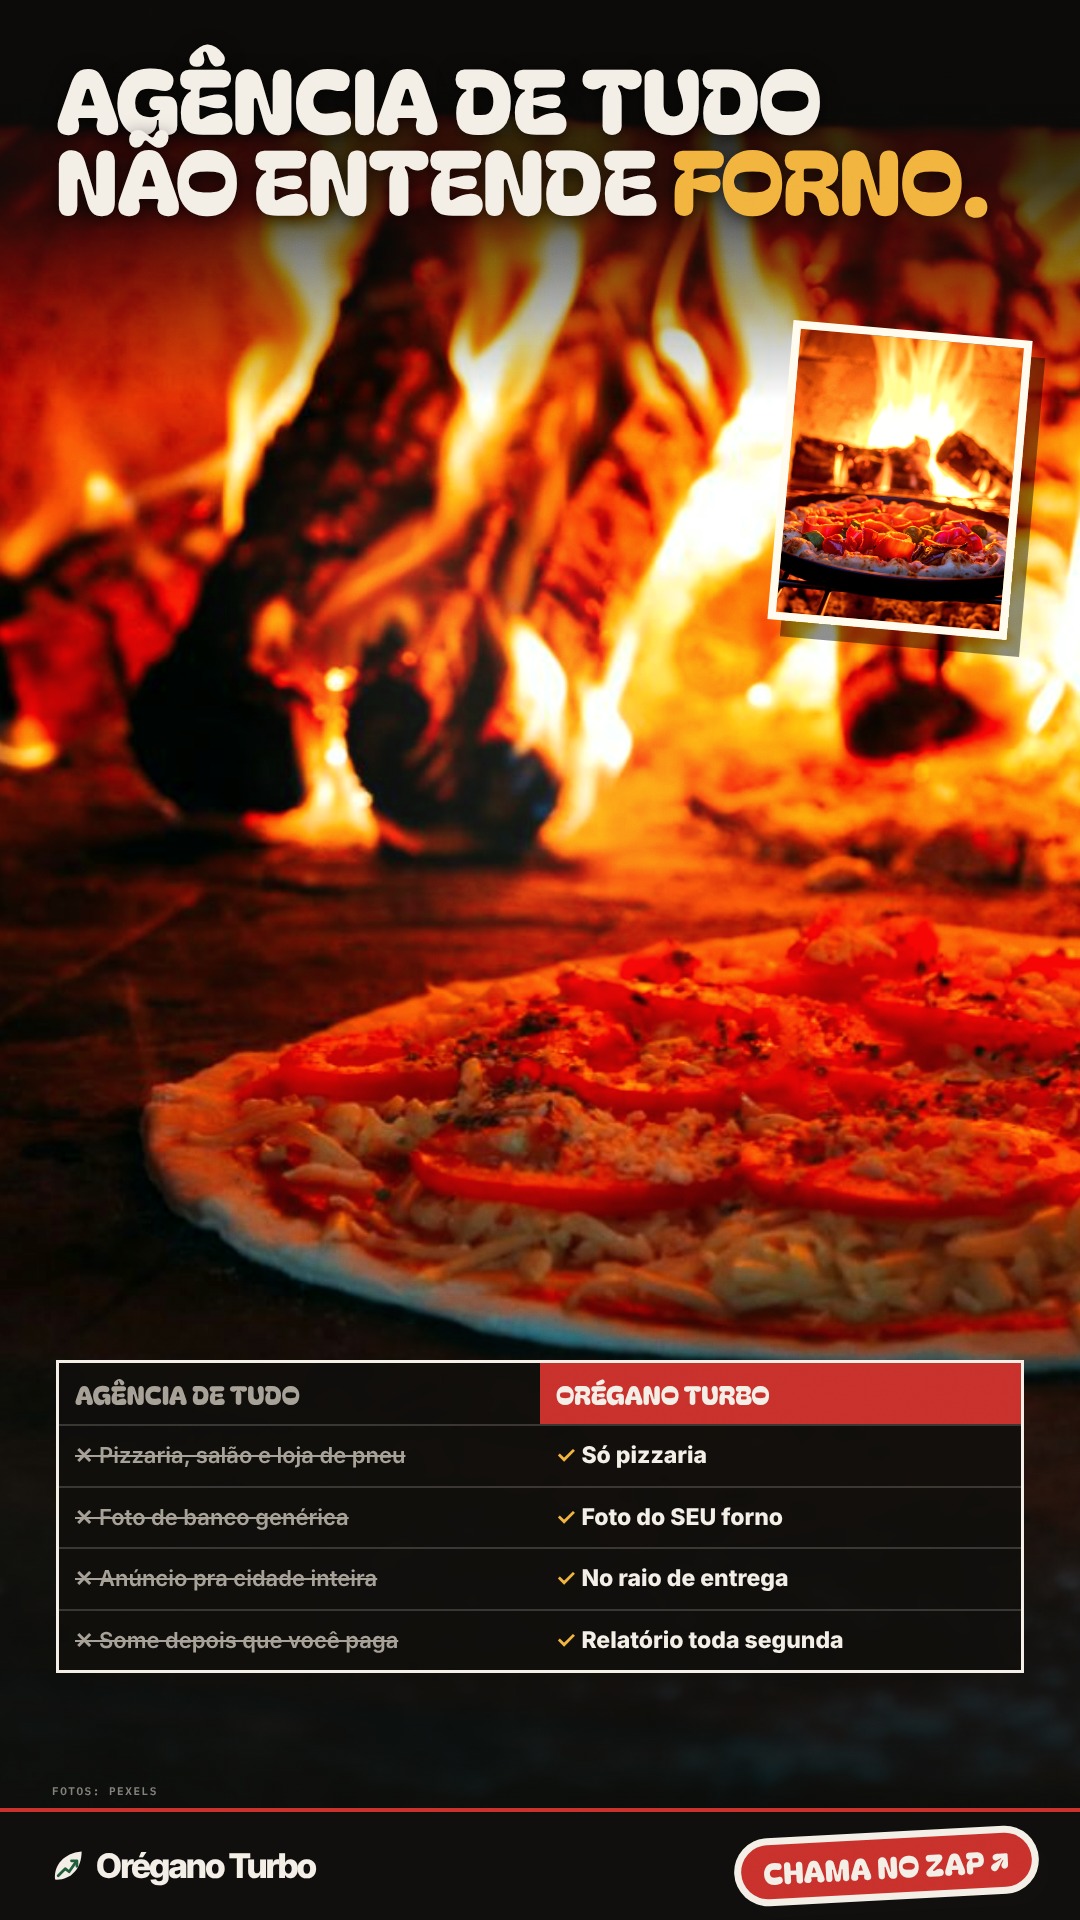 AGÊNCIA DE TUDO
NÃO ENTENDE FORNO.
AGÊNCIA DE TUDO
ORÉGANO TURBO
✕ Pizzaria, salão e loja de pneu
✓ Só pizzaria
✕ Foto de banco genérica
✓ Foto do SEU forno
✕ Anúncio pra cidade inteira
✓ No raio de entrega
✕ Some depois que você paga
✓ Relatório toda segunda
FOTOS: PEXELS
Orégano Turbo
CHAMA NO ZAP ↗